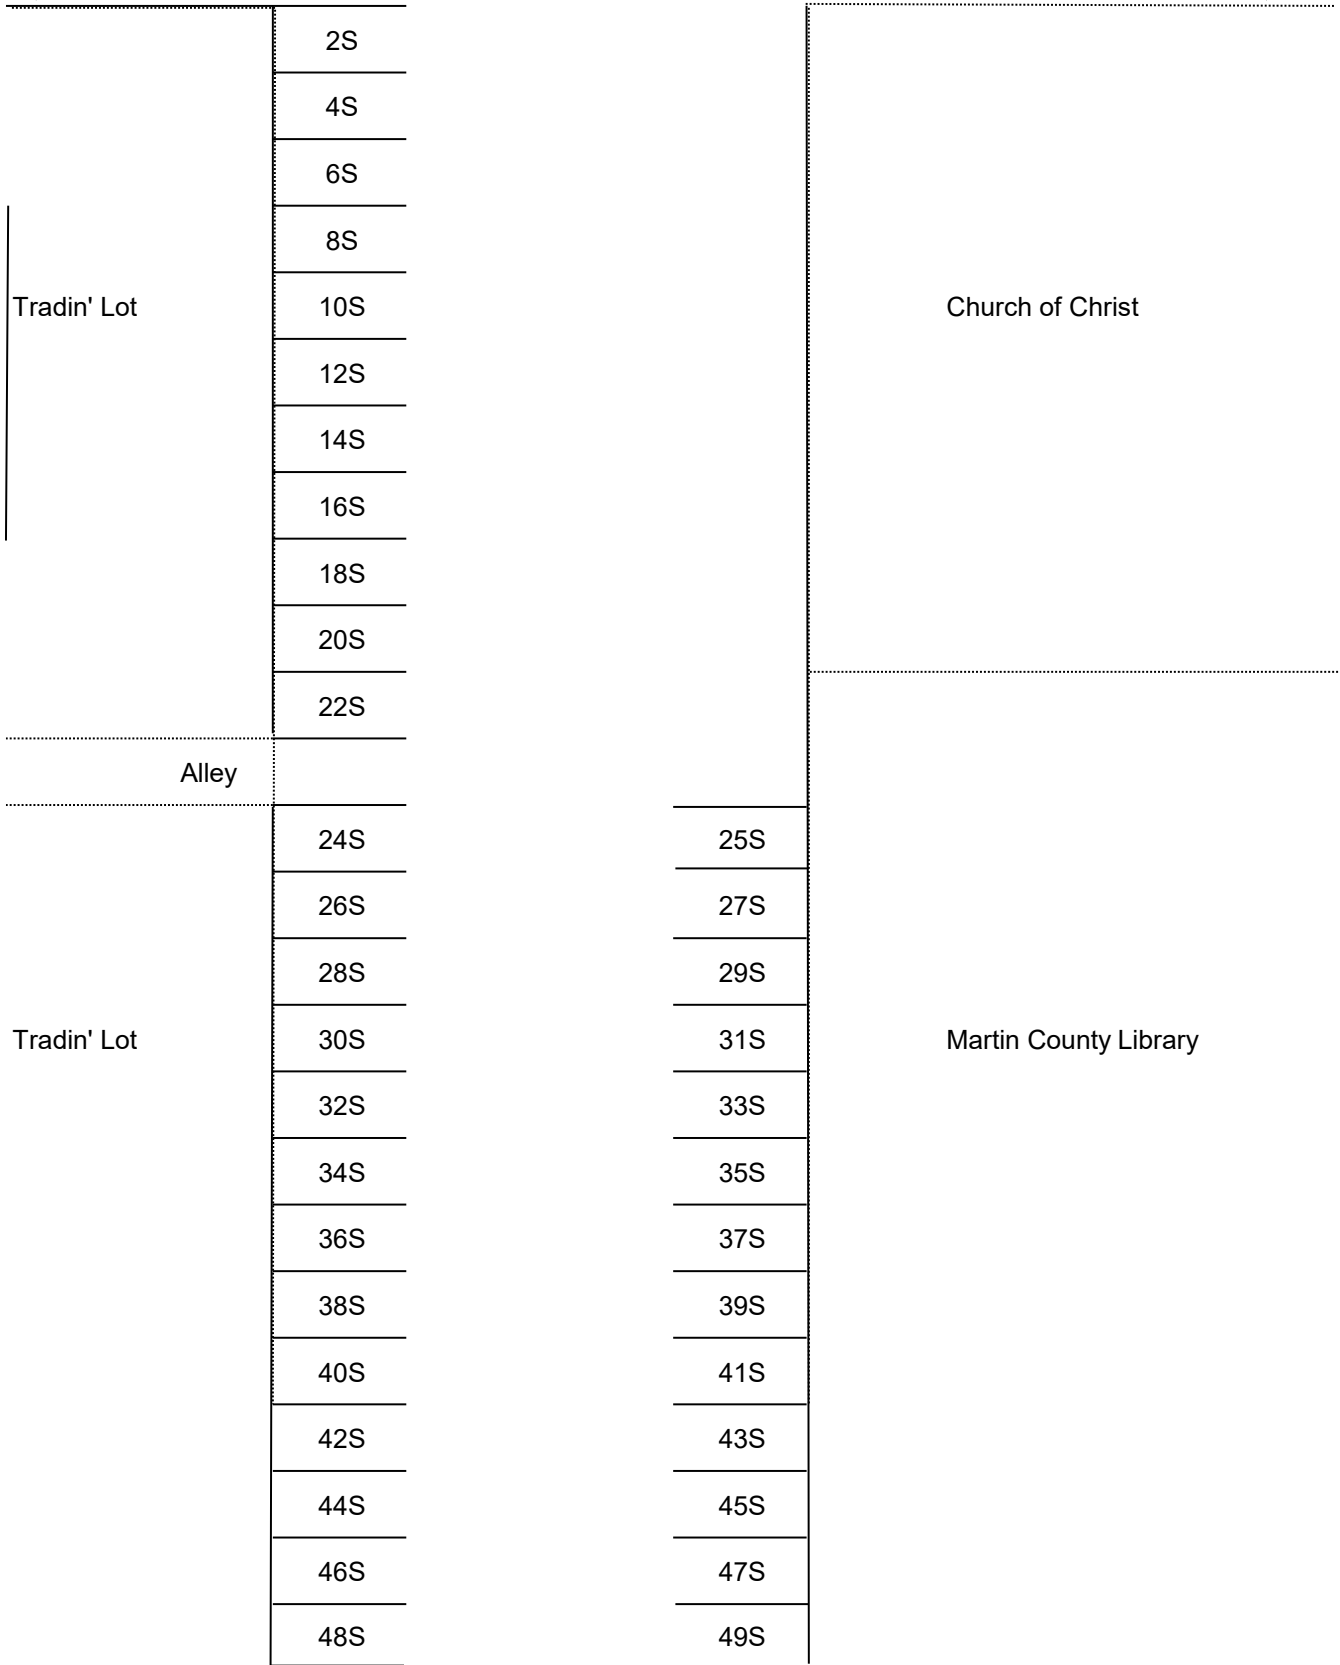 2S
4S
6S
8S
Tradin' Lot 10S Church of Christ
12S
14S
16S
18S
20S
22S
Alley
24S 25S
26S 27S
28S 29S
Tradin' Lot 30S 31S Martin County Library
32S 33S
34S 35S
36S 37S
38S 39S
40S 41S
42S 43S
44S 45S
46S 47S
48S 49S